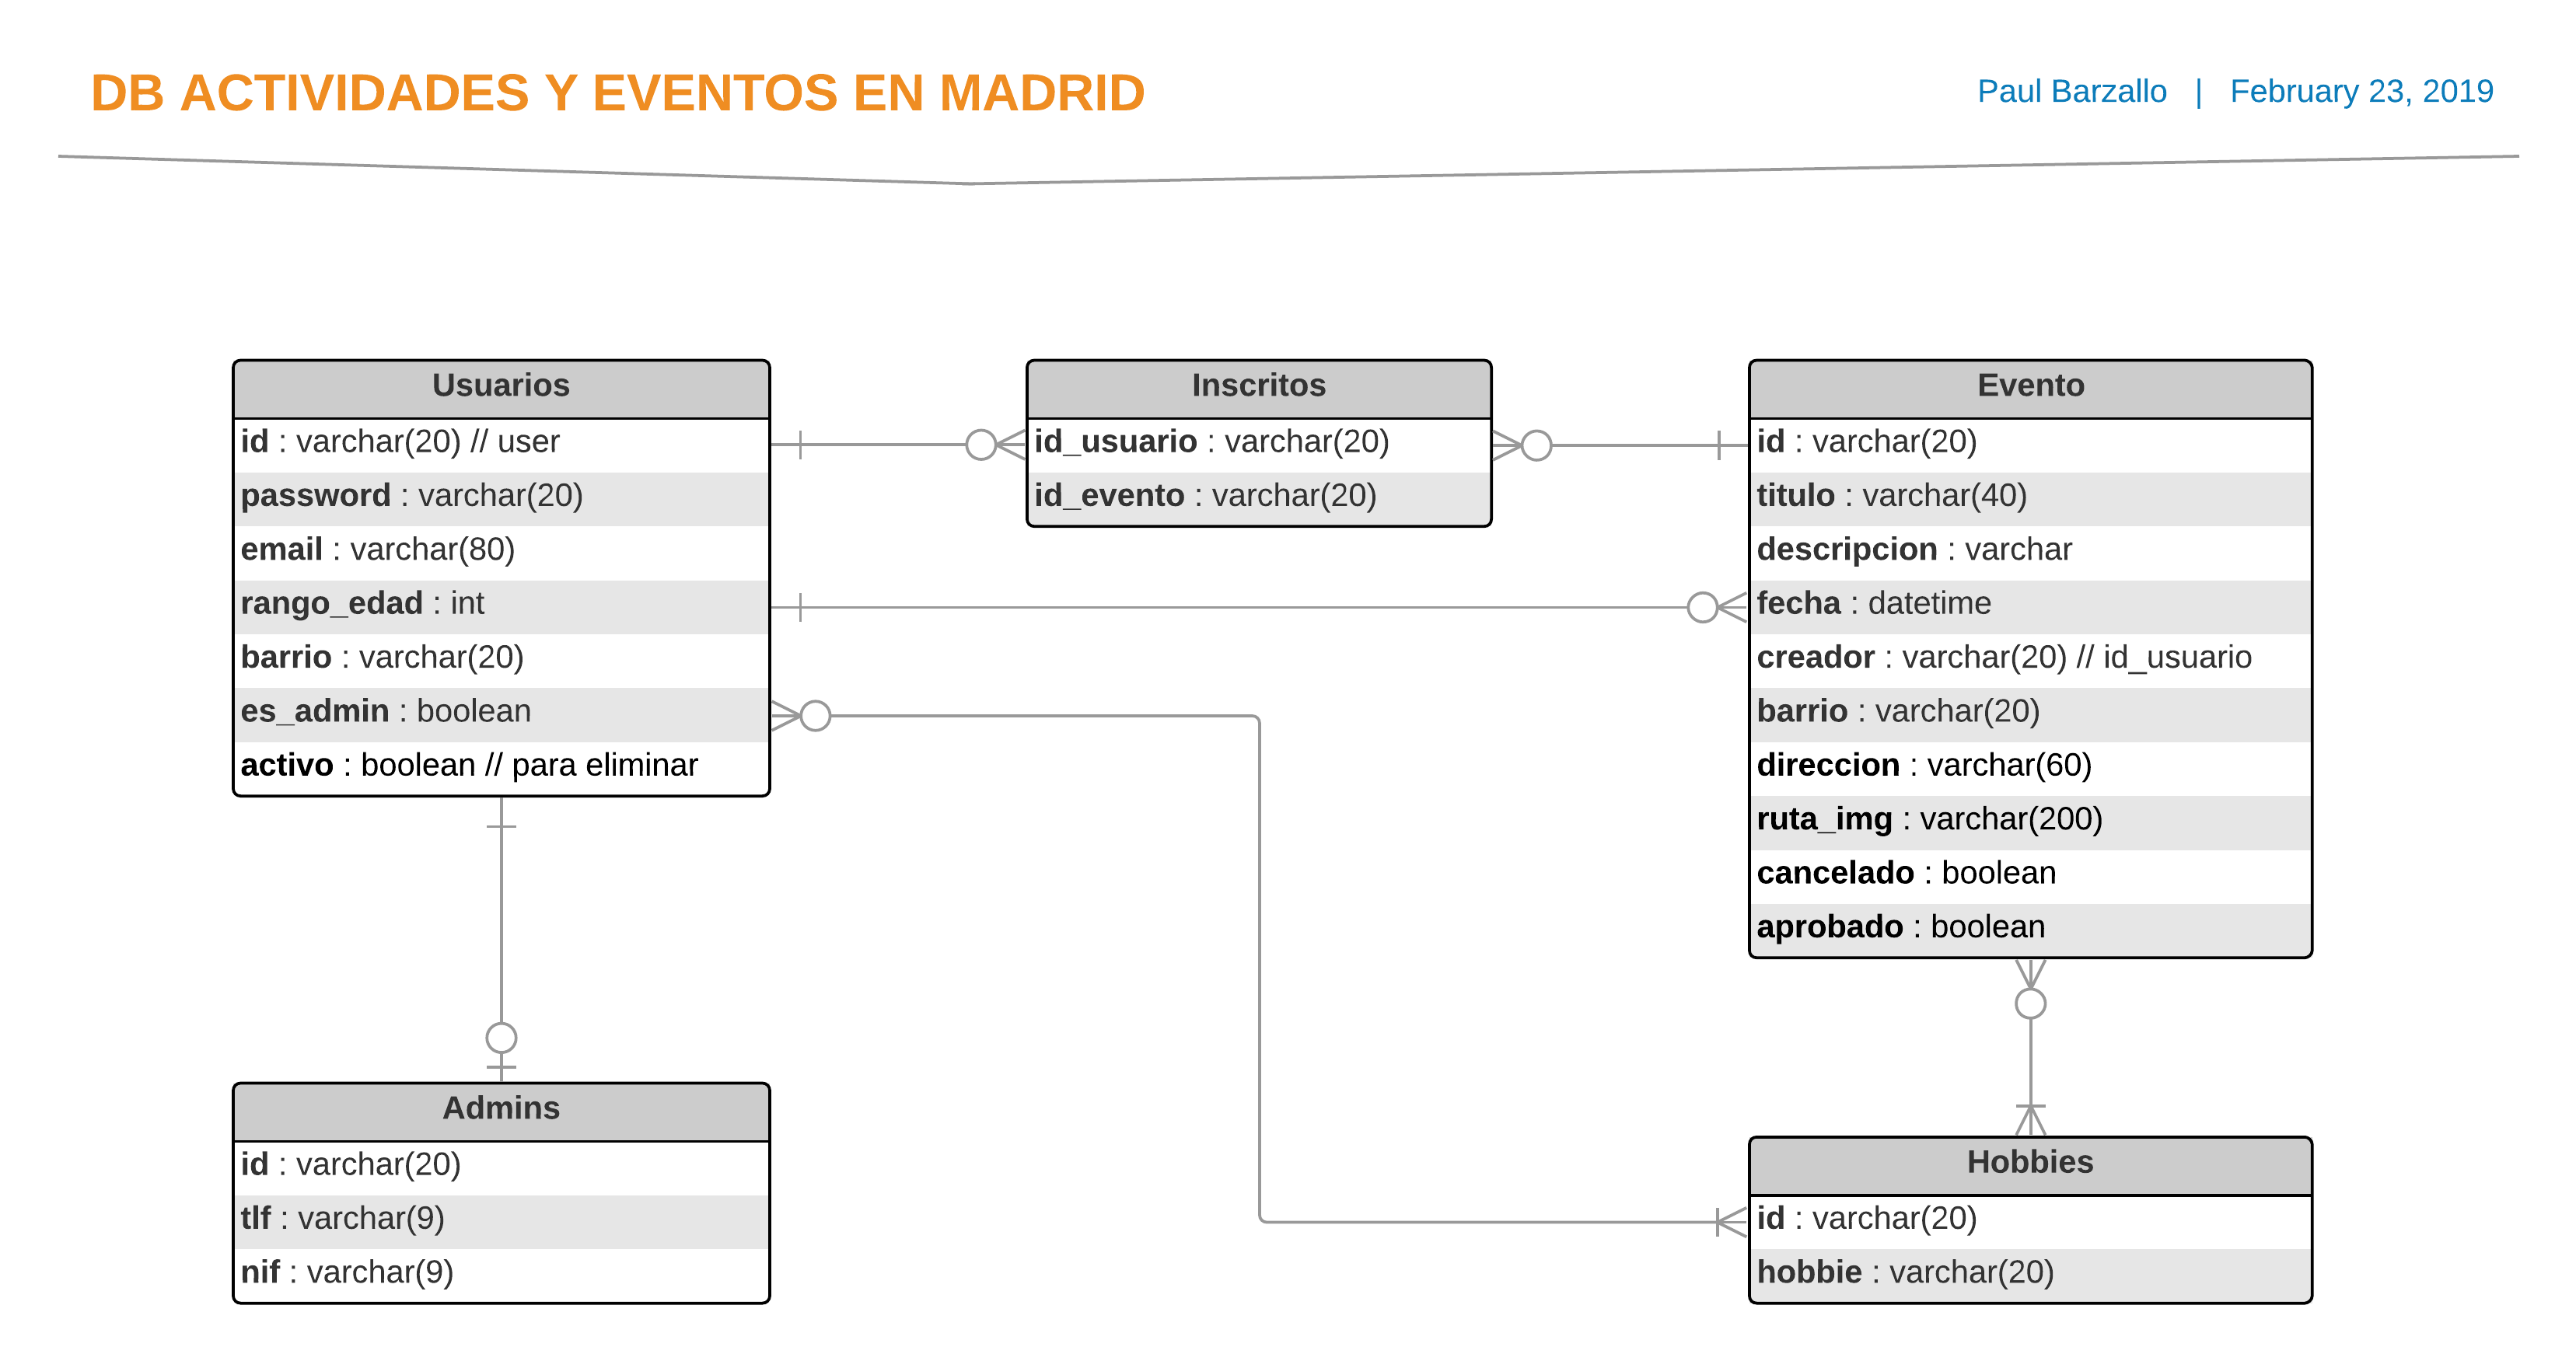 DB ACTIVIDADES Y EVENTOS EN MADRID
Paul Barzallo | February 23, 2019
Usuarios
id : varchar(20) // user
password : varchar(20)
email : varchar(80)
rango_edad : int
barrio : varchar(20)
es_admin : boolean
activo : boolean // para eliminar
Inscritos
id_usuario : varchar(20)
id_evento : varchar(20)
Evento
id : varchar(20)
titulo : varchar(40)
descripcion : varchar
fecha : datetime
creador : varchar(20) // id_usuario
barrio : varchar(20)
direccion : varchar(60)
ruta_img : varchar(200)
cancelado : boolean
aprobado : boolean
Admins
id : varchar(20)
tlf : varchar(9)
nif : varchar(9)
Hobbies
id : varchar(20)
hobbie : varchar(20)